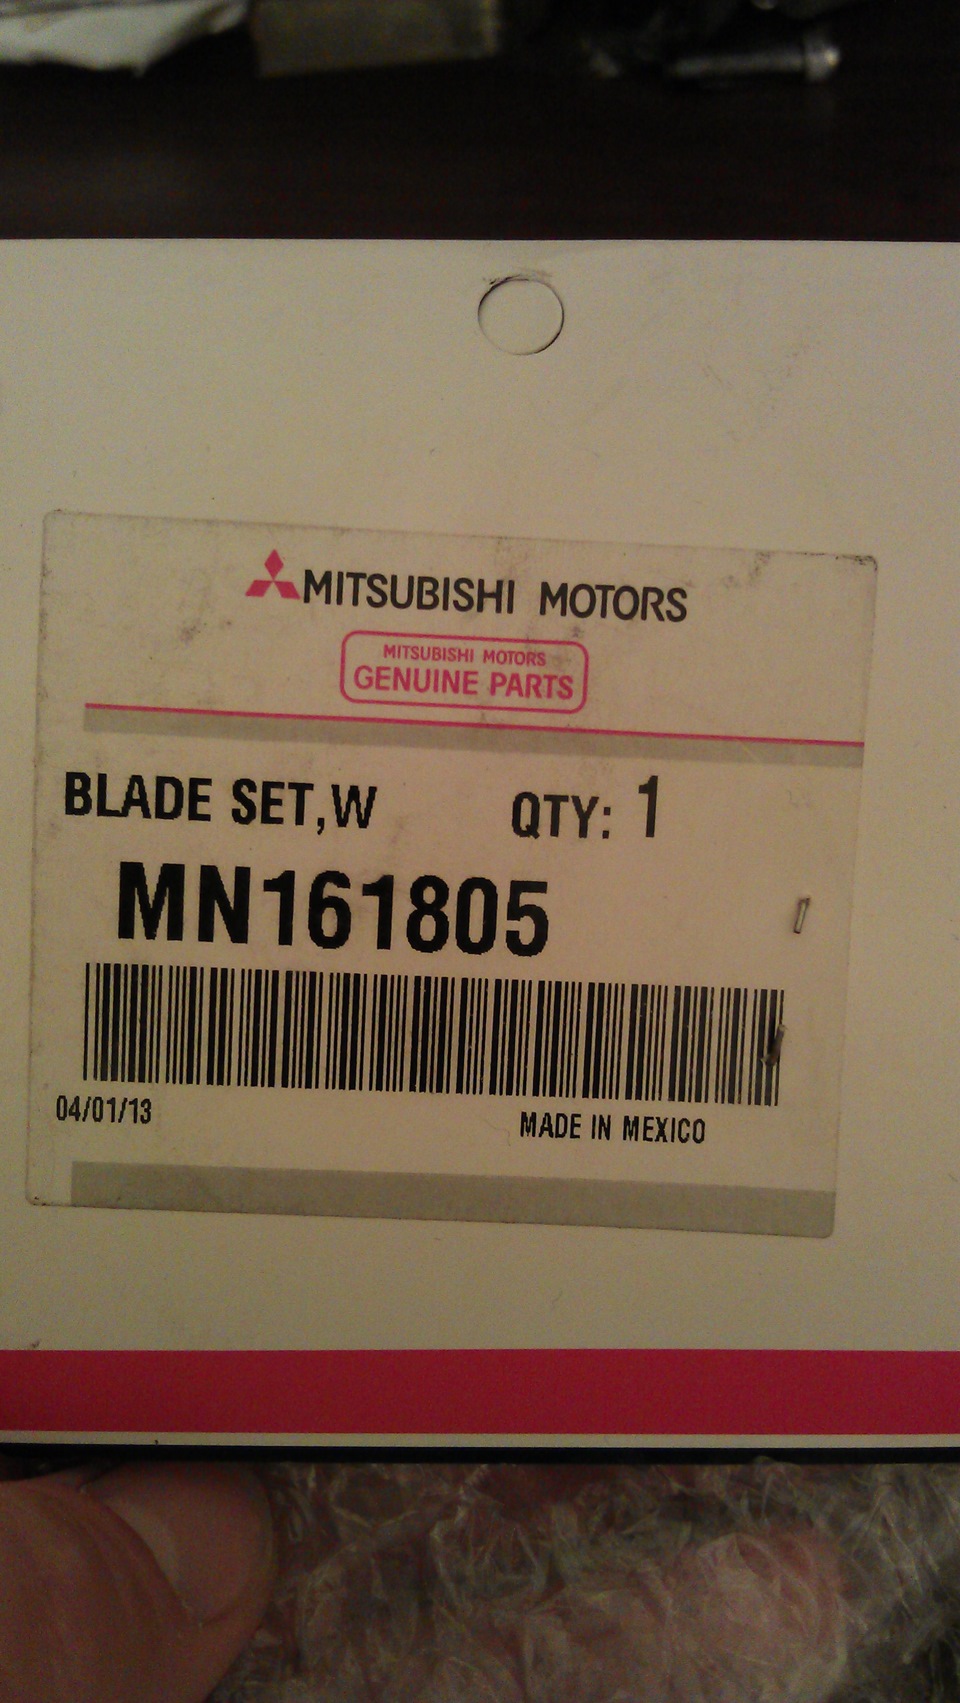 MITSUBISHI MOTORS
MITSUBISHI MOTORS
GENUINE PARTS
BLADE SET,W QTY: 1
MN161805
04/01/13 MADE IN MEXICO